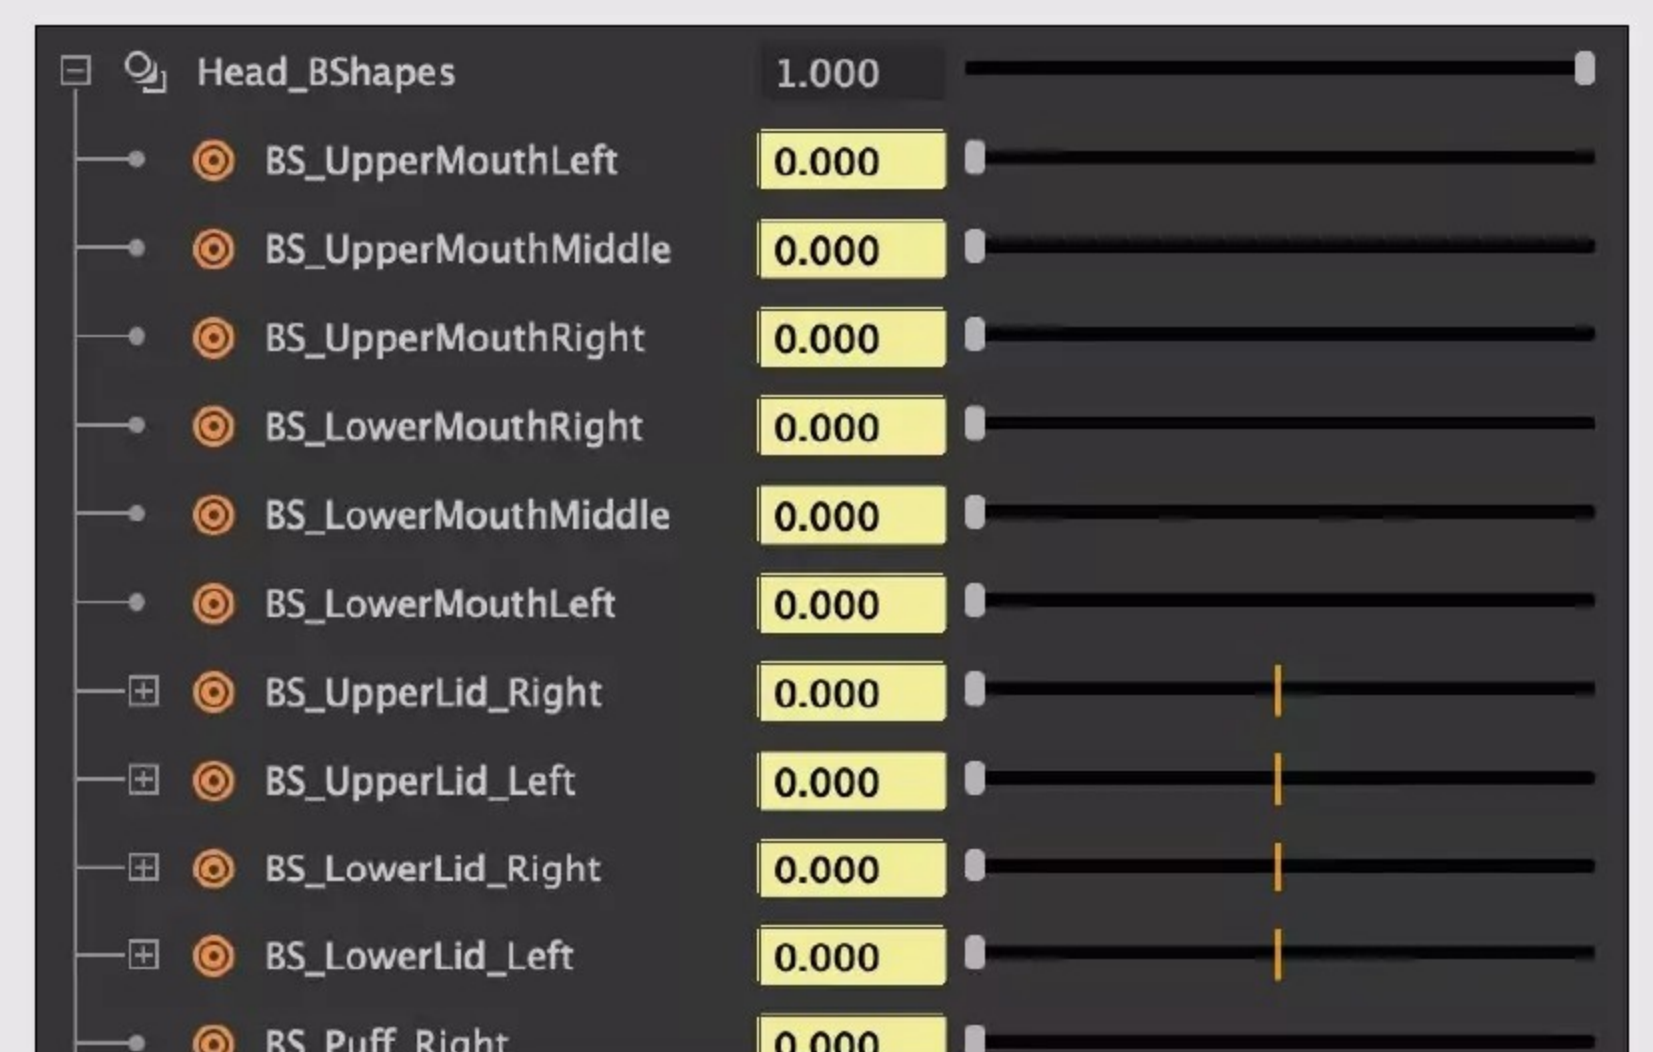 Head_BShapes 1.000
BS_UpperMouthLeft 0.000
BS_UpperMouthMiddle 0.000
BS_UpperMouthRight 0.000
BS_LowerMouthRight 0.000
BS_LowerMouthMiddle 0.000
BS_LowerMouthLeft 0.000
BS_UpperLid_Right 0.000
BS_UpperLid_Left 0.000
BS_LowerLid_Right 0.000
BS_LowerLid_Left 0.000
BS_Puff_Right 0.000